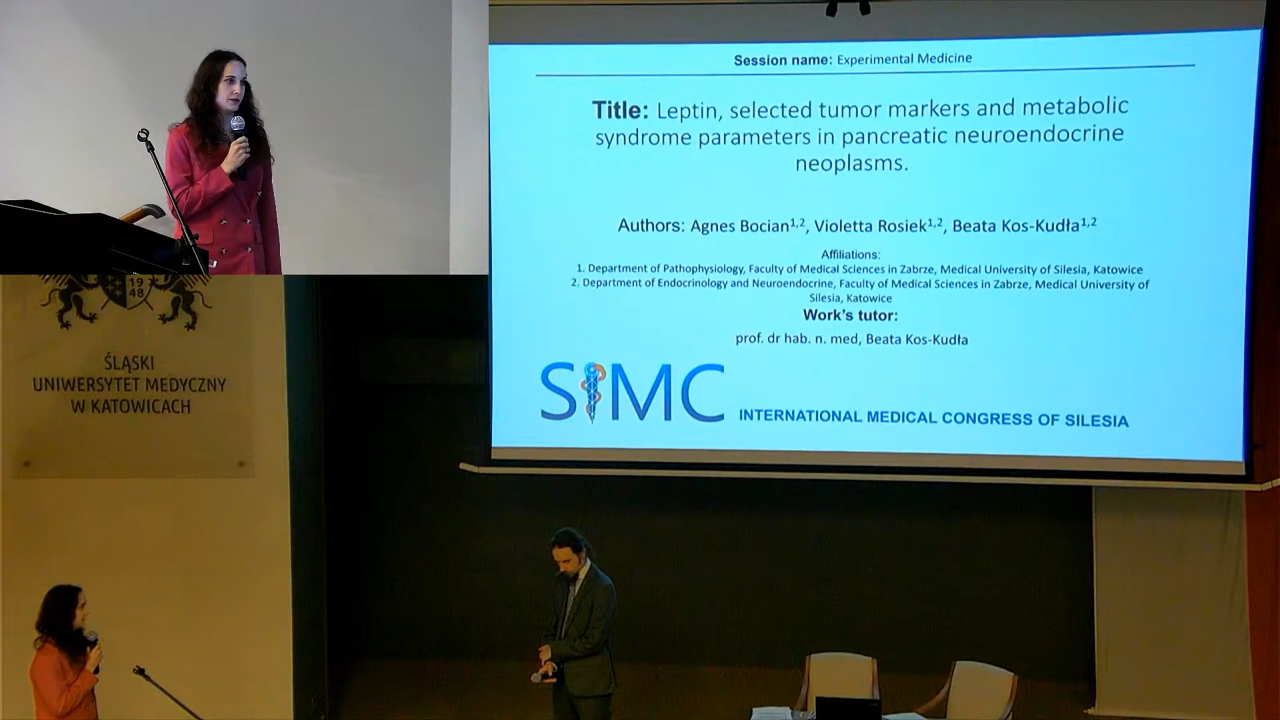 Session name: Experimental Medicine
Title: Leptin, selected tumor markers and metabolic
syndrome parameters in pancreatic neuroendocrine
neoplasms.
Authors: Agnes Bocian1,2, Violetta Rosiek1,2, Beata Kos-Kudła1,2
Affiliations:
1. Department of Pathophysiology, Faculty of Medical Sciences in Zabrze, Medical University of Silesia, Katowice
2. Department of Endocrinology and Neuroendocrine, Faculty of Medical Sciences in Zabrze, Medical University of
Silesia, Katowice
Work's tutor:
prof. dr hab. n. med, Beata Kos-Kudła
SIMC INTERNATIONAL MEDICAL CONGRESS OF SILESIA
19
48
ŚLĄSKI
UNIWERSYTET MEDYCZNY
W KATOWICACH